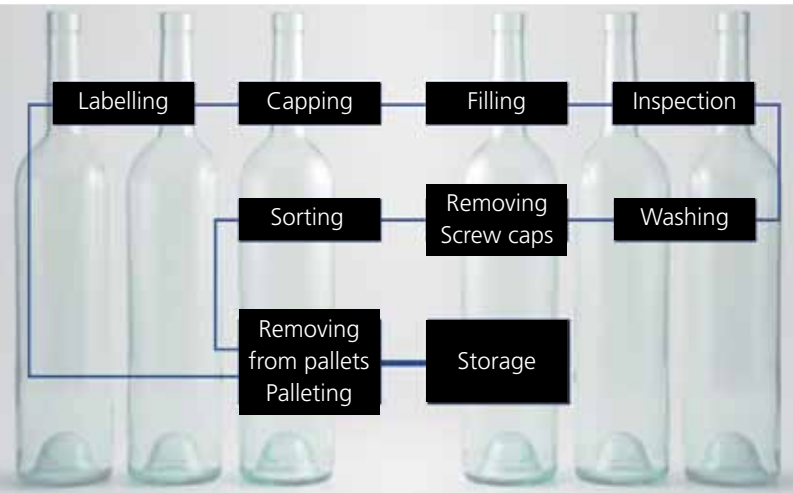 Labelling
Capping
Filling
Inspection
Sorting
Removing
Screw caps
Washing
Removing
from pallets
Palleting
Storage